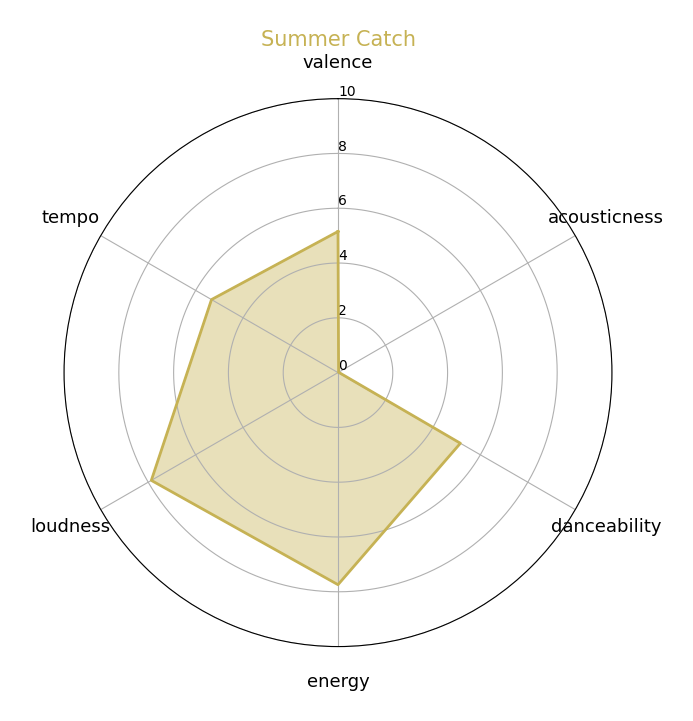 Summer Catch
valence
10
8
tempo
6
acousticness
4
2
0
loudness
danceability
energy